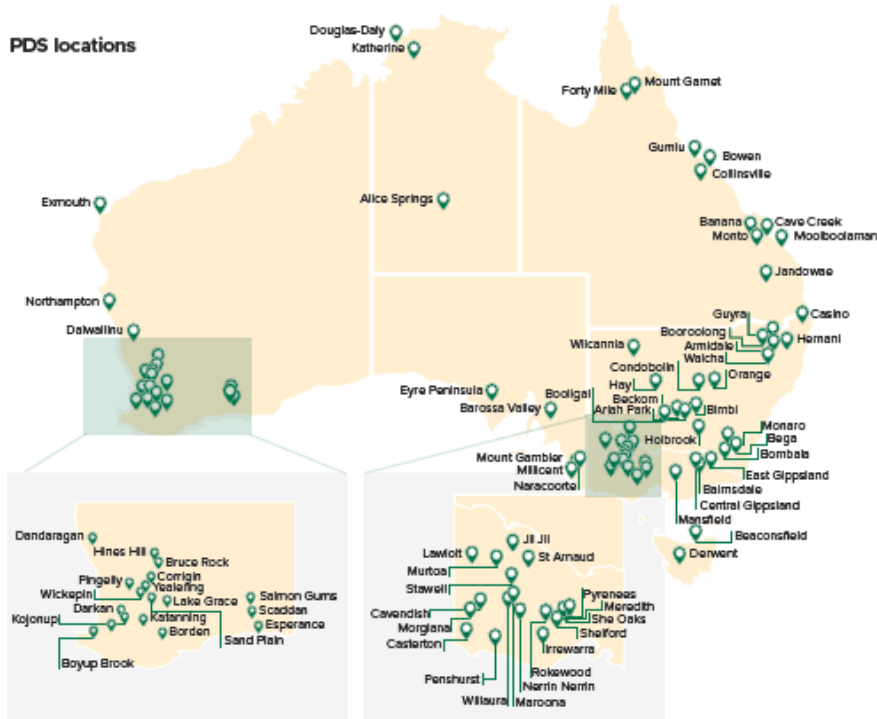 PDS locations
Douglas-Daly
Katherine
Mount Garnet
Forty Mile
Gumlu
Bowen
Collinsville
Exmouth
Alice Springs
Banana
Cave Creek
Monto
Mooiboolaman
Jandowae
Northampton
Casino
Guyra
Dalwallinu
Booroolong
Hernani
Armidale
Wilcannia
Walcha
Condobolin
Orange
Hay
Eyre Peninsula
Booligal
Beckom
Barossa Valley
Ariah Park
Bimbi
Monaro
Holbrook
Bega
Bombala
Mount Gambier
Millicent
East Gippsland
Naracoorte
Bairnsdale
Central Gippsland
Mansfield
Beaconsfield
Derwent
Dandaragan
Hines Hill
Bruce Rock
Corrigin
Pingelly
Yealering
Wickepin
Lake Grace
Salmon Gums
Darkan
Scaddan
Kojonup
Katanning
Esperance
Borden
Sand Plain
Boyup Brook
Jil Jil
Lawloit
St Arnaud
Murtoa
Stawell
Pyrenees
Cavendish
Meredith
She Oaks
Morgiana
Shelford
Casterton
Irrewarra
Penshurst
Rokewood
Nerrin Nerrin
Willaura
Maroona